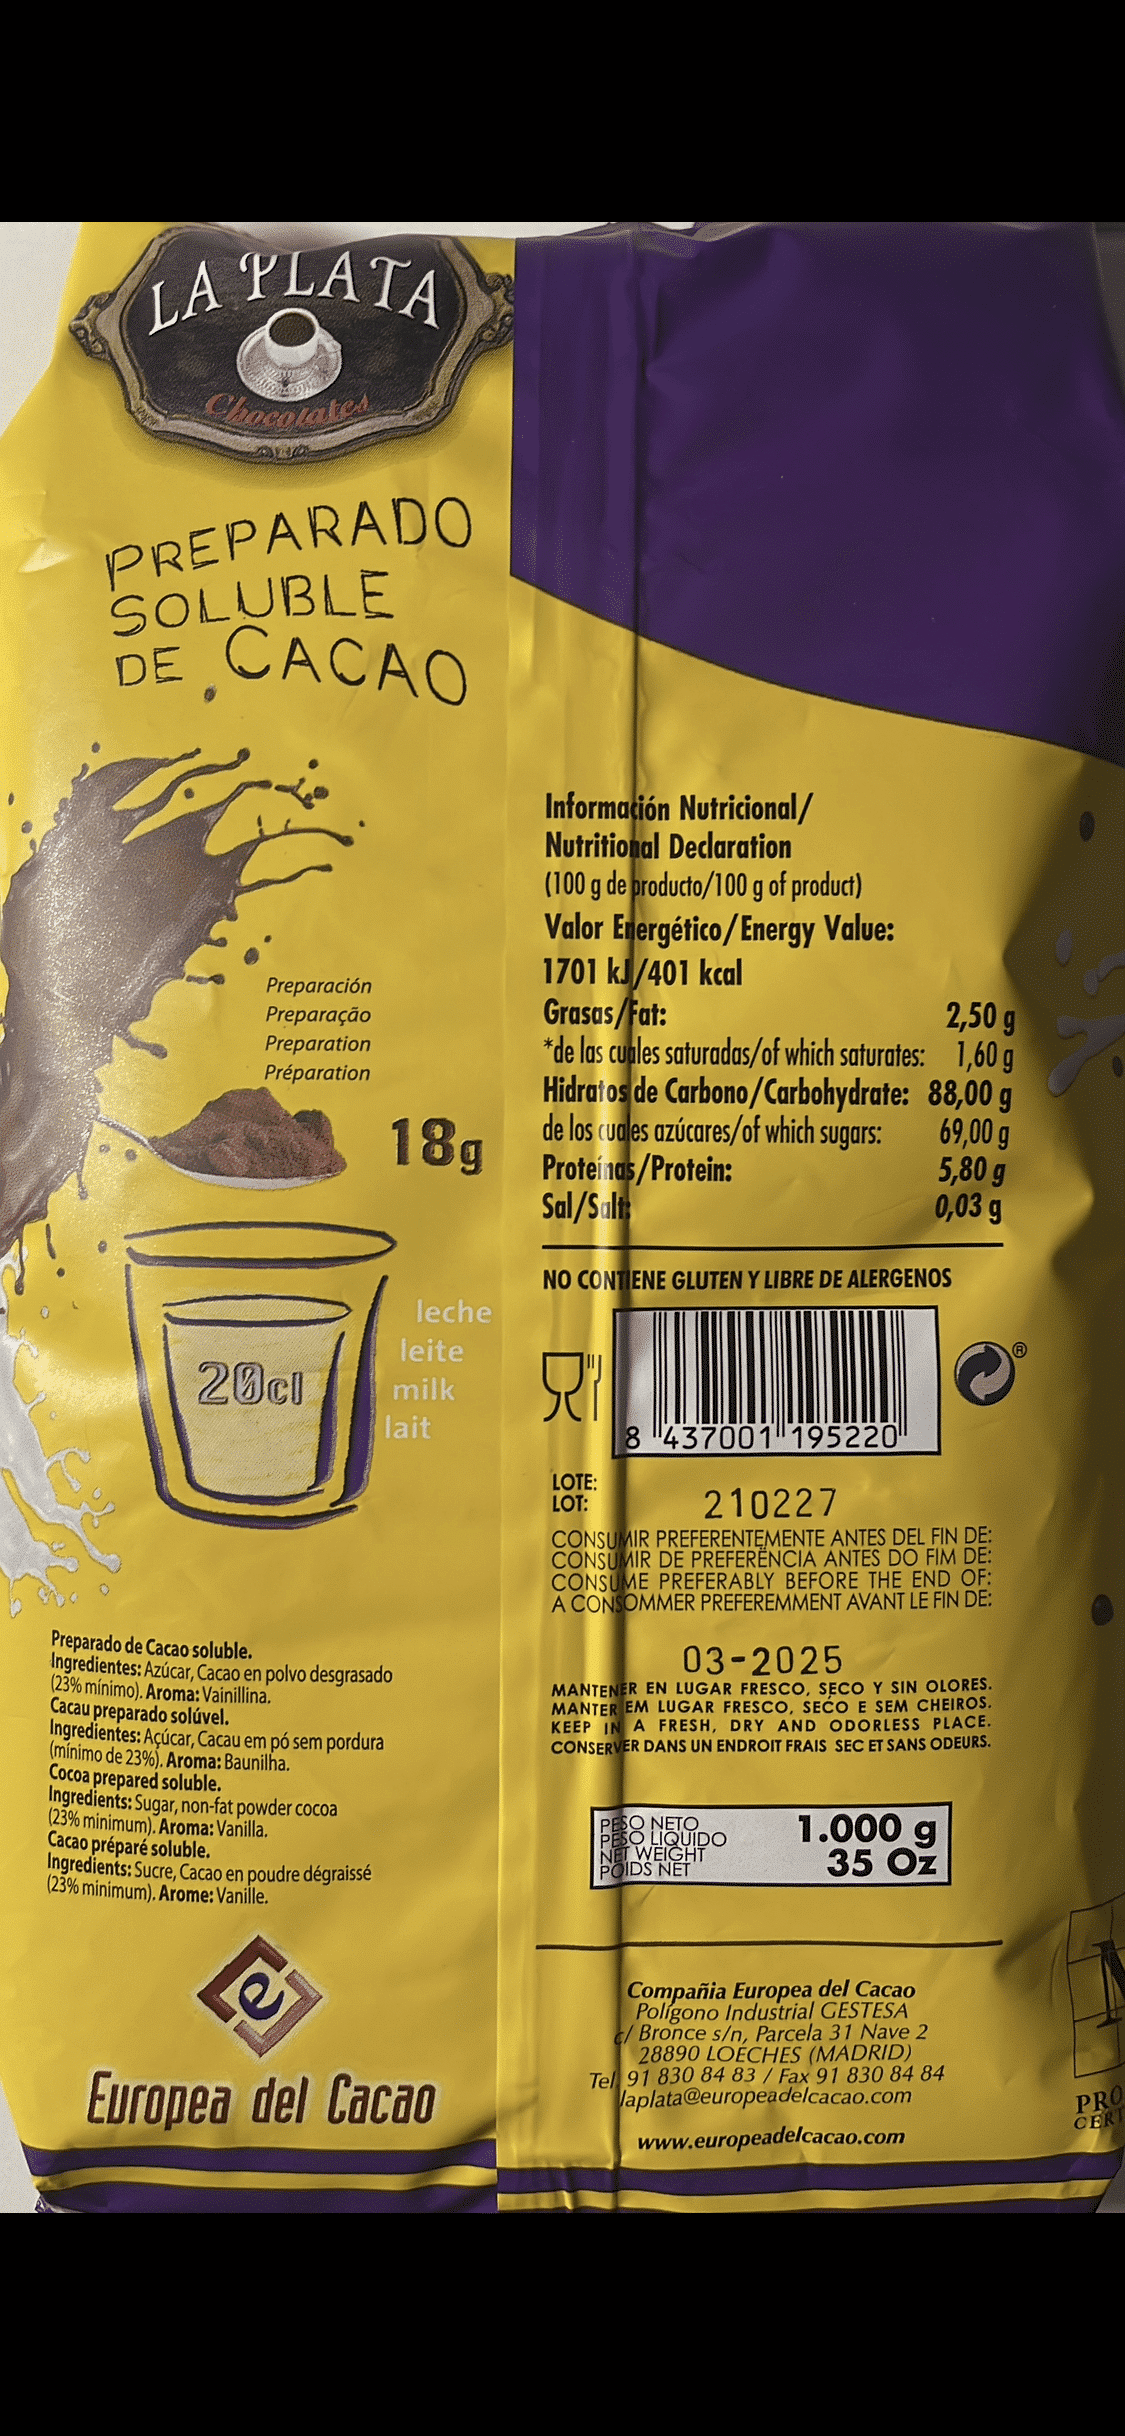 LA PLATA
Chocolates
PREPARADO
SOLUBLE
DE CACAO
Preparación
Preparação
Preparation
Préparation
18g
leche
leite
milk
lait
20cl
Preparado de Cacao soluble.
Ingredientes: Azúcar, Cacao en polvo desgrasado
(23% mínimo). Aroma: Vainillina.
Cacau preparado solúvel.
Ingredientes: Açúcar, Cacau em pó sem pordura
(mínimo de 23%). Aroma: Baunilha.
Cocoa prepared soluble.
Ingredients: Sugar, non-fat powder cocoa
(23% minimum). Aroma: Vanilla.
Cacao préparé soluble.
Ingredients: Sucre, Cacao en poudre dégraissé
(23% minimum). Arome: Vanille.
e
Europea del Cacao
Información Nutricional/
Nutritional Declaration
(100 g de producto/100 g of product)
Valor Energético/Energy Value:
1701 kJ/401 kcal
Grasas/Fat: 2,50 g
*de las cuales saturadas/of which saturates: 1,60 g
Hidratos de Carbono/Carbohydrate: 88,00 g
de los cuales azúcares/of which sugars: 69,00 g
Proteínas/Protein: 5,80 g
Sal/Salt: 0,03 g
NO CONTIENE GLUTEN Y LIBRE DE ALERGENOS
8 437001 195220
®
LOTE:
LOT: 210227
CONSUMIR PREFERENTEMENTE ANTES DEL FIN DE:
CONSUMIR DE PREFERËNCIA ANTES DO FIM DE:
CONSUME PREFERABLY BEFORE THE END OF:
A CONSOMMER PREFEREMMENT AVANT LE FIN DE:
03-2025
MANTENER EN LUGAR FRESCO, SECO Y SIN OLORES.
MANTER EM LUGAR FRESCO, SECO E SEM CHEIROS.
KEEP IN A FRESH, DRY AND ODORLESS PLACE.
CONSERVER DANS UN ENDROIT FRAIS SEC ET SANS ODEURS.
PESO NETO
PESO LIQUIDO
NET WEIGHT
POIDS NET
1.000 g
35 Oz
Compañia Europea del Cacao
Polígono Industrial GESTESA
c/ Bronce s/n, Parcela 31 Nave 2
28890 LOECHES (MADRID)
Tel. 91 830 84 83 / Fax 91 830 84 84
laplata@europeadelcacao.com
www.europeadelcacao.com